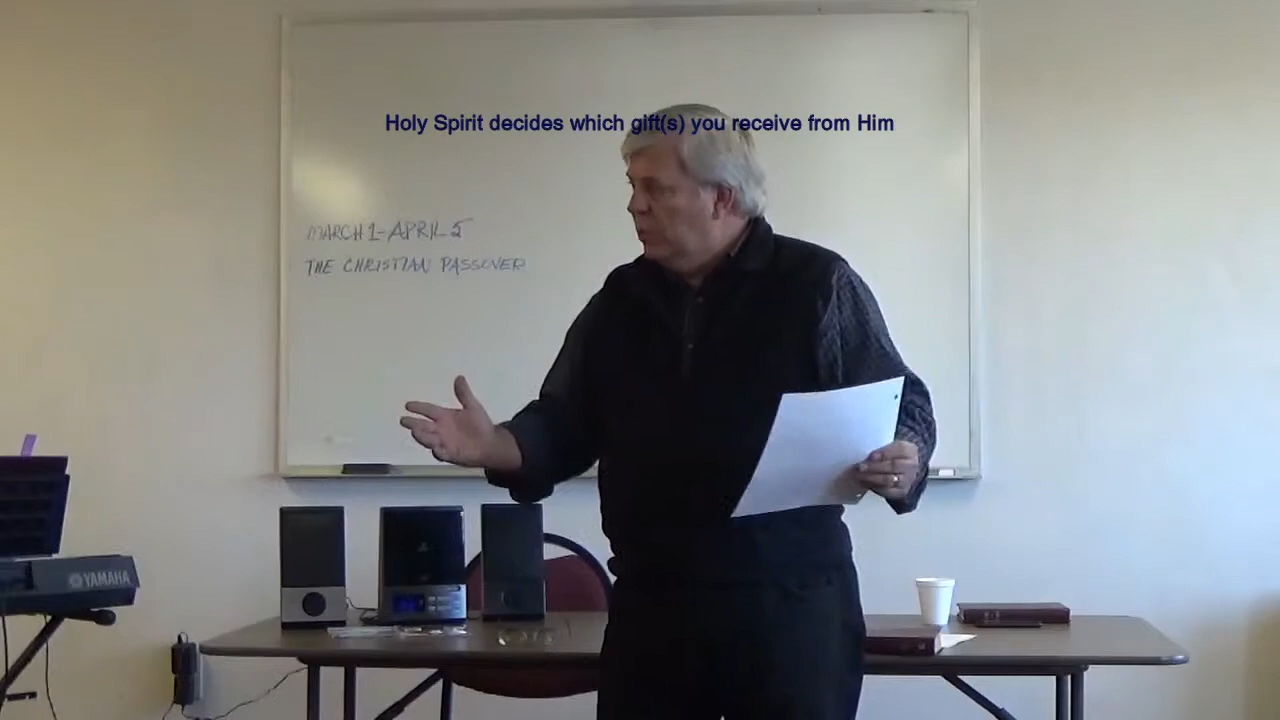 Holy Spirit decides which gift(s) you receive from Him
MARCH 1-APRIL 5
THE CHRISTIAN PASSOVER
YAMAHA